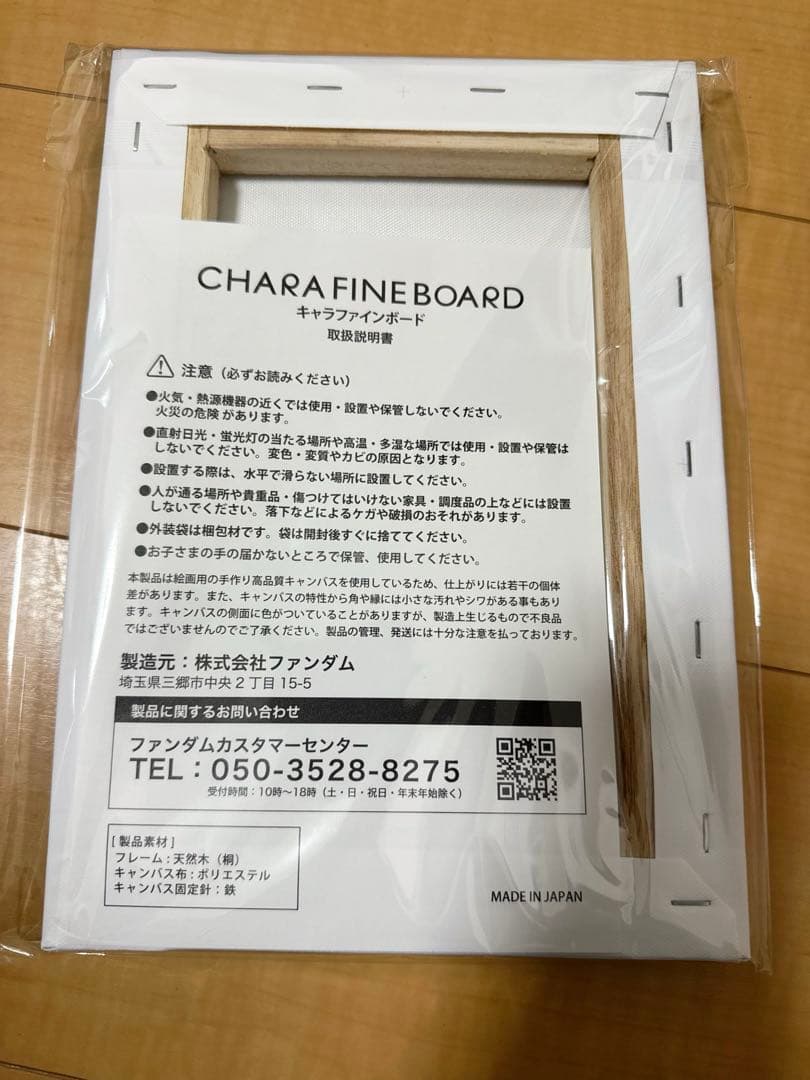 CHARA FINE BOARD
キャラファインボード
取扱説明書
注意（必ずお読みください）
●火気・熱源機器の近くでは使用・設置や保管しないでください。
火災の危険 があります。
●直射日光・蛍光灯の当たる場所や高温・多湿な場所では使用・設置や保管は
しないでください。変色・変質やカビの原因となります。
●設置する際は、水平で滑らない場所に設置してください。
●人が通る場所や貴重品・傷つけてはいけない家具・調度品の上などには設置
しないでください。落下などによるケガや破損のおそれがあります。
●外装袋は梱包材です。袋は開封後すぐに捨ててください。
●お子さまの手の届かないところで保管、使用してください。
本製品は絵画用の手作り高品質キャンバスを使用しているため、仕上がりには若干の個体
差があります。また、キャンバスの特性から角や縁には小さな汚れやシワがある事もあり
ます。キャンバスの側面に色がついていることがありますが、製造上生じるもので不良品
ではございませんのでご了承ください。製品の管理、発送には十分な注意を払っております。
製造元：株式会社ファンダム
埼玉県三郷市中央２丁目 15-5
製品に関するお問い合わせ
ファンダムカスタマーセンター
TEL：050-3528-8275
受付時間：10時〜18時（土・日・祝日・年末年始除く）
[ 製品素材 ]
フレーム：天然木（桐）
キャンバス布：ポリエステル
キャンバス固定針：鉄
MADE IN JAPAN